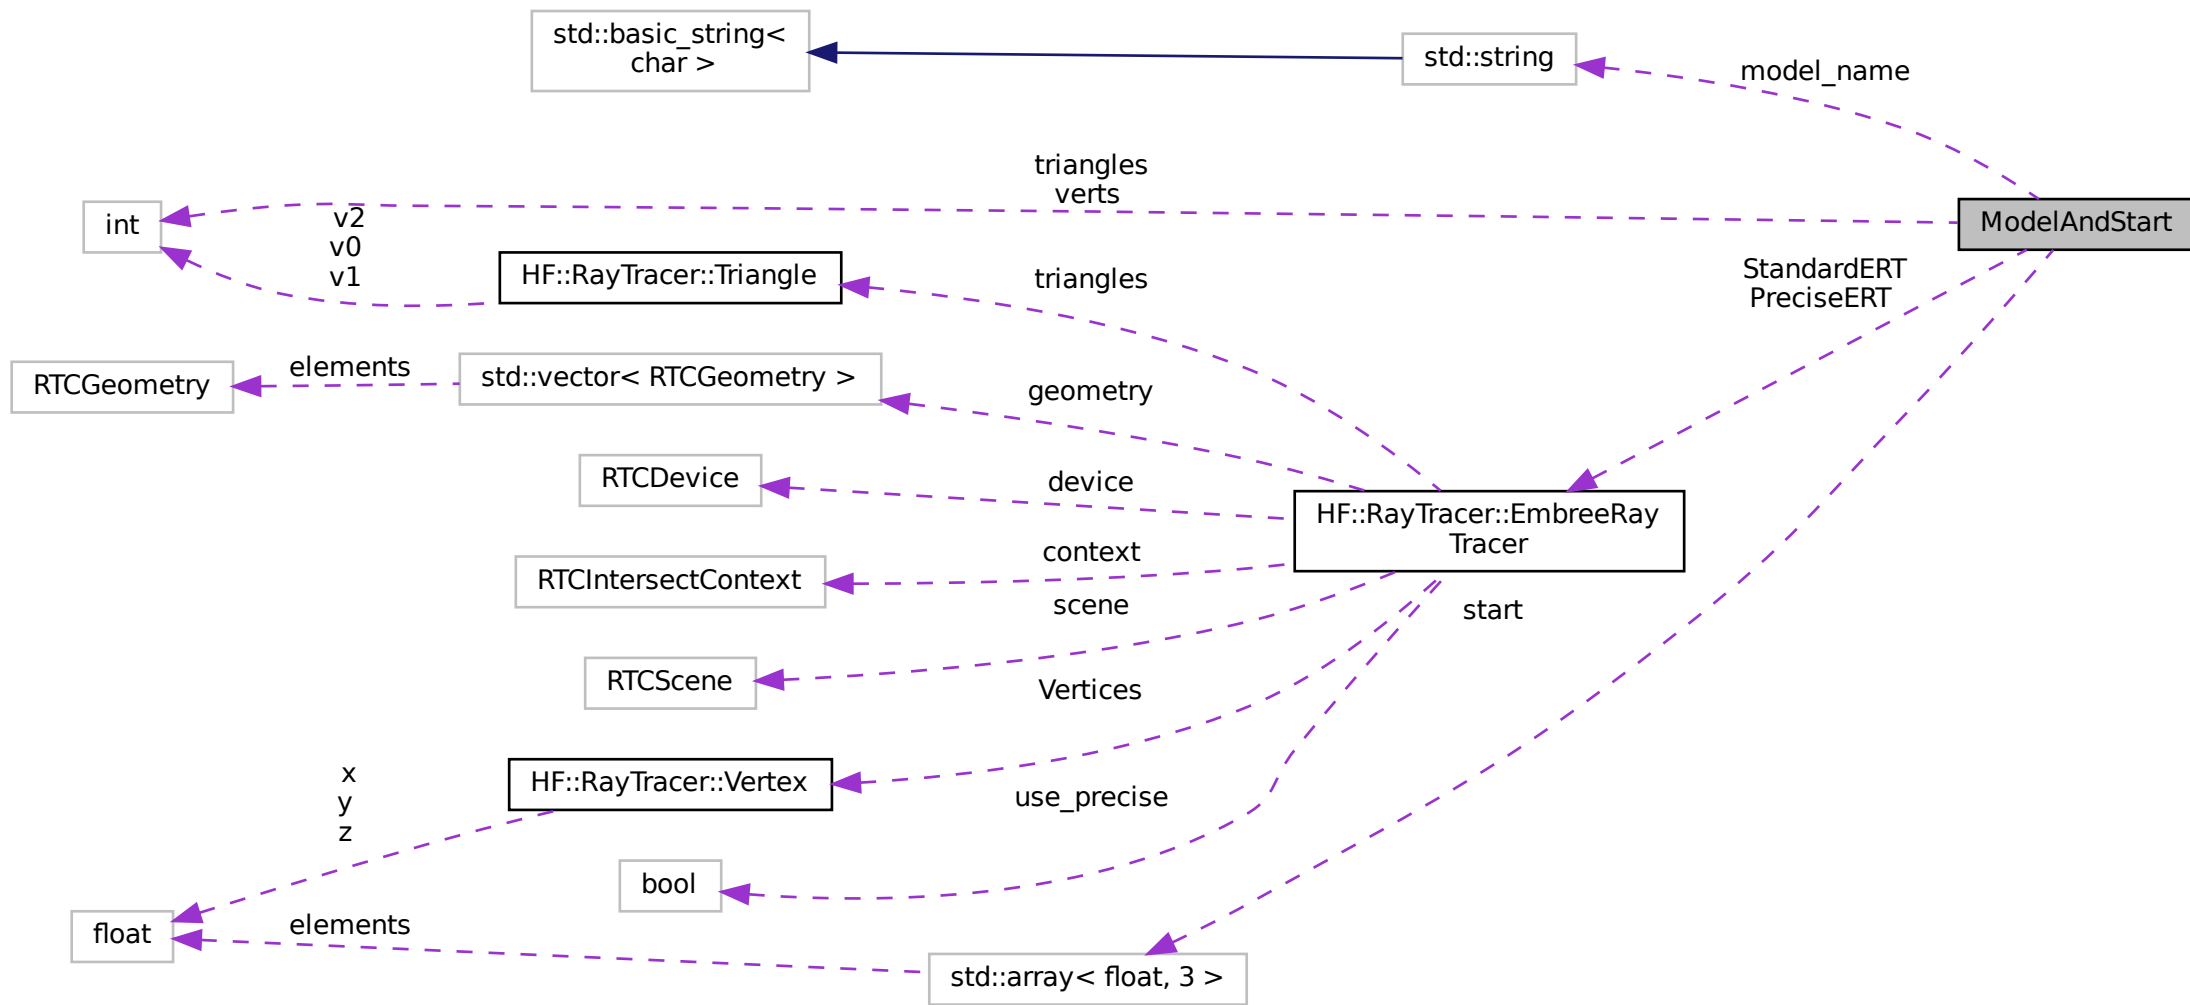 std::basic_string<
char >
std::string
model_name
triangles
verts
ModelAndStart
int
v2
v0
v1
HF::RayTracer::Triangle
triangles
StandardERT
PreciseERT
RTCGeometry
elements
std::vector< RTCGeometry >
geometry
RTCDevice
device
HF::RayTracer::EmbreeRay
Tracer
RTCIntersectContext
context
scene
start
RTCScene
Vertices
x
y
z
HF::RayTracer::Vertex
use_precise
bool
float
elements
std::array< float, 3 >